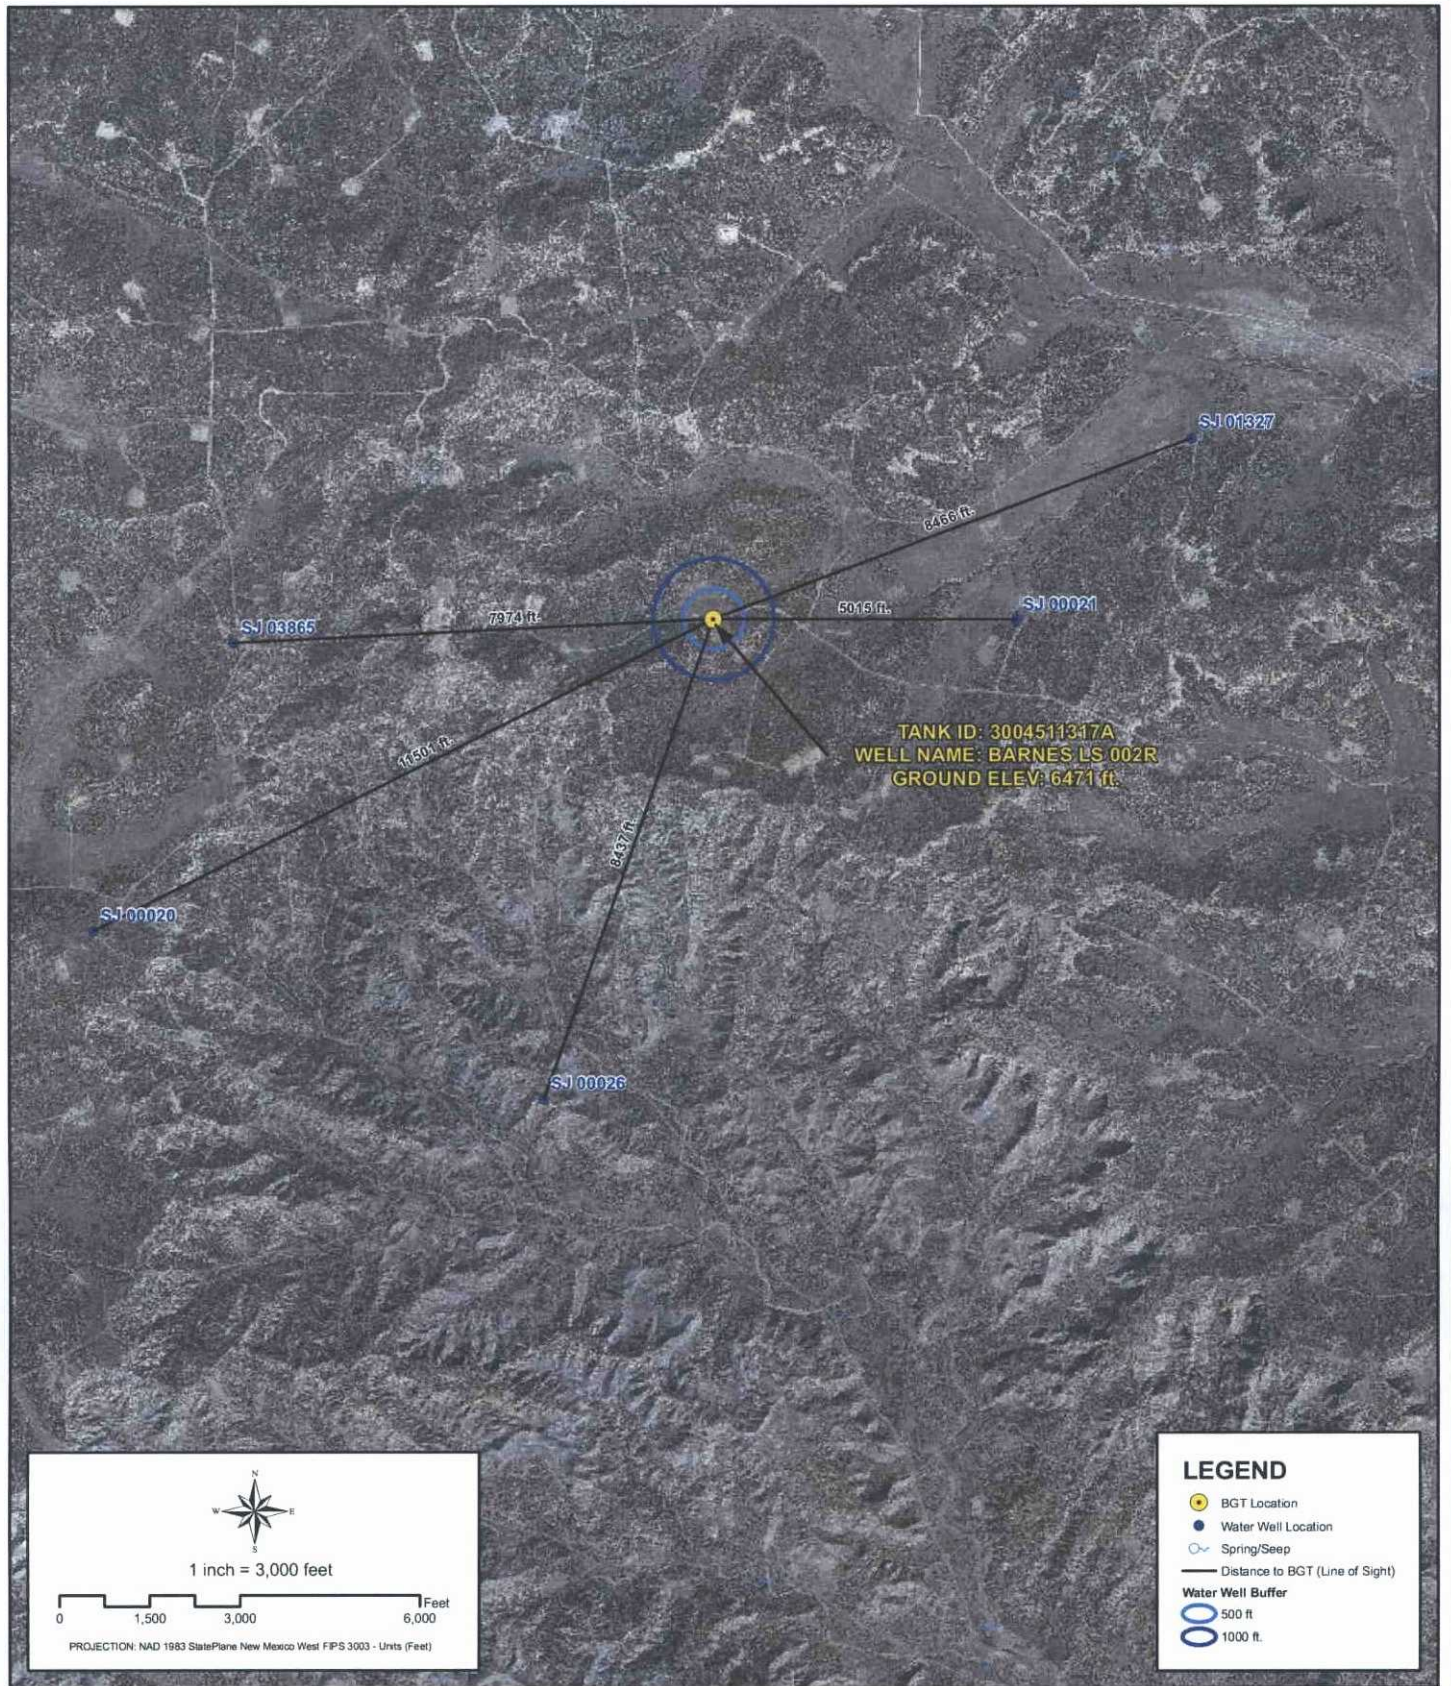 SJ 01327
8466 ft.
5015 ft.
SJ 00021
7974 ft.
SJ 03865
TANK ID: 3004511317A
WELL NAME: BARNES LS 002R
GROUND ELEV: 6471 ft.
11501 ft.
8437 ft.
SJ 00020
SJ 00026
N
W E
S
1 inch = 3,000 feet
Feet
0 1,500 3,000 6,000
PROJECTION: NAD 1983 StatePlane New Mexico West FIPS 3003 - Units (Feet)
LEGEND
BGT Location
Water Well Location
Spring/Seep
Distance to BGT (Line of Sight)
Water Well Buffer
500 ft
1000 ft.